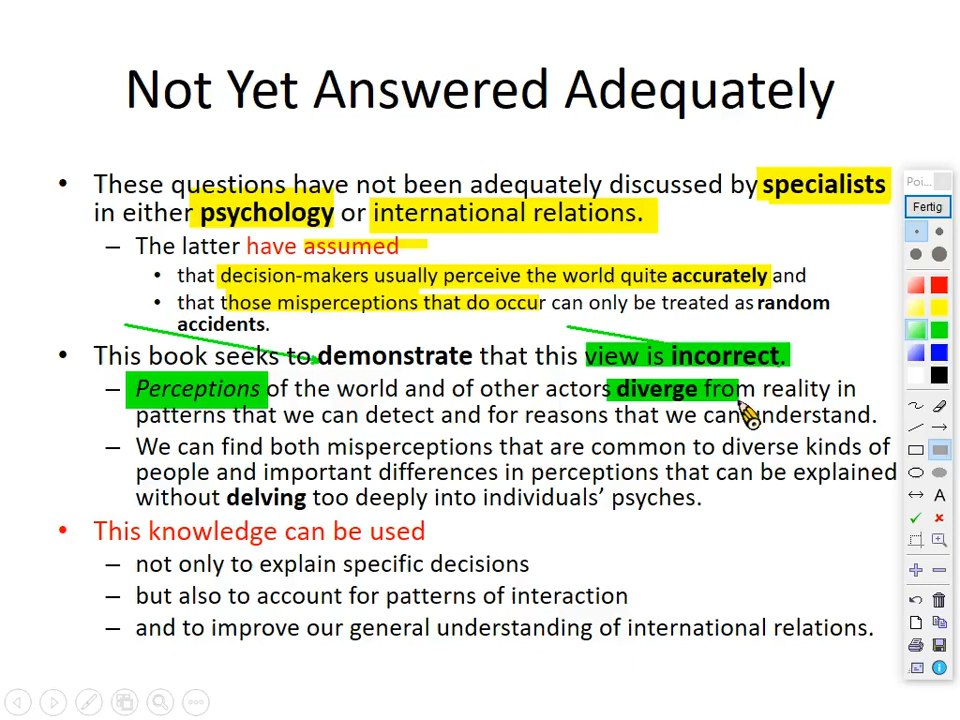 Not Yet Answered Adequately
• These questions have not been adequately discussed by specialists
in either psychology or international relations.
– The latter have assumed
• that decision-makers usually perceive the world quite accurately and
• that those misperceptions that do occur can only be treated as random
accidents.
• This book seeks to demonstrate that this view is incorrect.
– Perceptions of the world and of other actors diverge from reality in
patterns that we can detect and for reasons that we can understand.
– We can find both misperceptions that are common to diverse kinds of
people and important differences in perceptions that can be explained
without delving too deeply into individuals’ psyches.
• This knowledge can be used
– not only to explain specific decisions
– but also to account for patterns of interaction
– and to improve our general understanding of international relations.
Poi...
Fertig
A